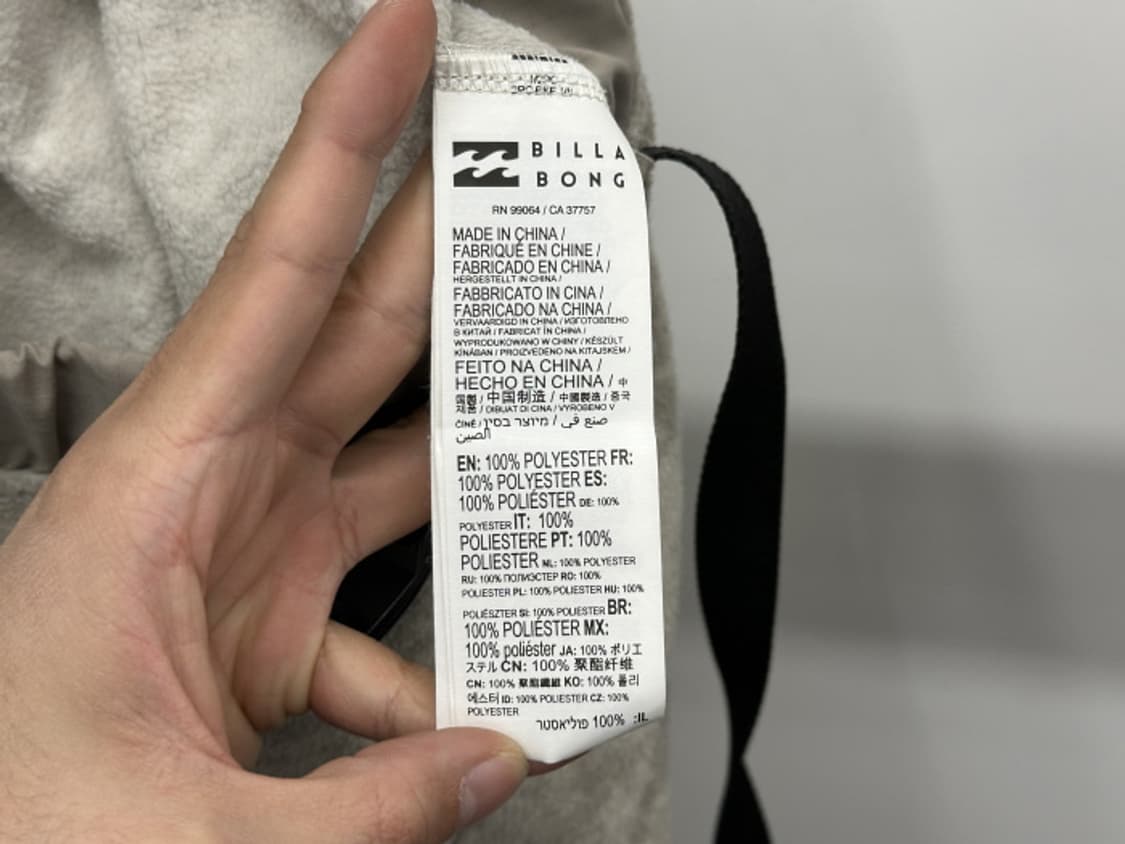 BILLA
BONG
RN 99064 / CA 37757
MADE IN CHINA /
FABRIQUÉ EN CHINE /
FABRICADO EN CHINA /
HERGESTELLT IN CHINA /
FABBRICATO IN CINA /
FABRICADO NA CHINA /
VERVAARDIGD IN CHINA / ИЗГОТОВЛЕНО
В КИТАЙ / FABRICAT ÎN CHINA /
WYPRODUKOWANO W CHINY / KÉSZÜLT
KÍNÁBAN / PROIZVEDENO NA KITAJSKEM /
FEITO NA CHINA /
HECHO EN CHINA / 中
国製 / 中国制造 / 中國製造 / 중국
제품 / DIBUAT DI CINA / VYROBENO V
ČÍNĚ / מיוצר בסין / صنع في
الصين
EN: 100% POLYESTER FR:
100% POLYESTER ES:
100% POLIÉSTER DE: 100%
POLYESTER IT: 100%
POLIESTERE PT: 100%
POLIESTER NL: 100% POLYESTER
RU: 100% ПОЛИЭСТЕР RO: 100%
POLIESTER PL: 100% POLIESTER HU: 100%
POLIÉSZTER SI: 100% POLIESTER BR:
100% POLIÉSTER MX:
100% poliéster JA: 100% ポリエ
ステル CN: 100% 聚酯纤维
CN: 100% 聚酯纖維 KO: 100% 폴리
에스터 ID: 100% POLIESTER CZ: 100%
POLYESTER
IL: 100% פוליאסטר